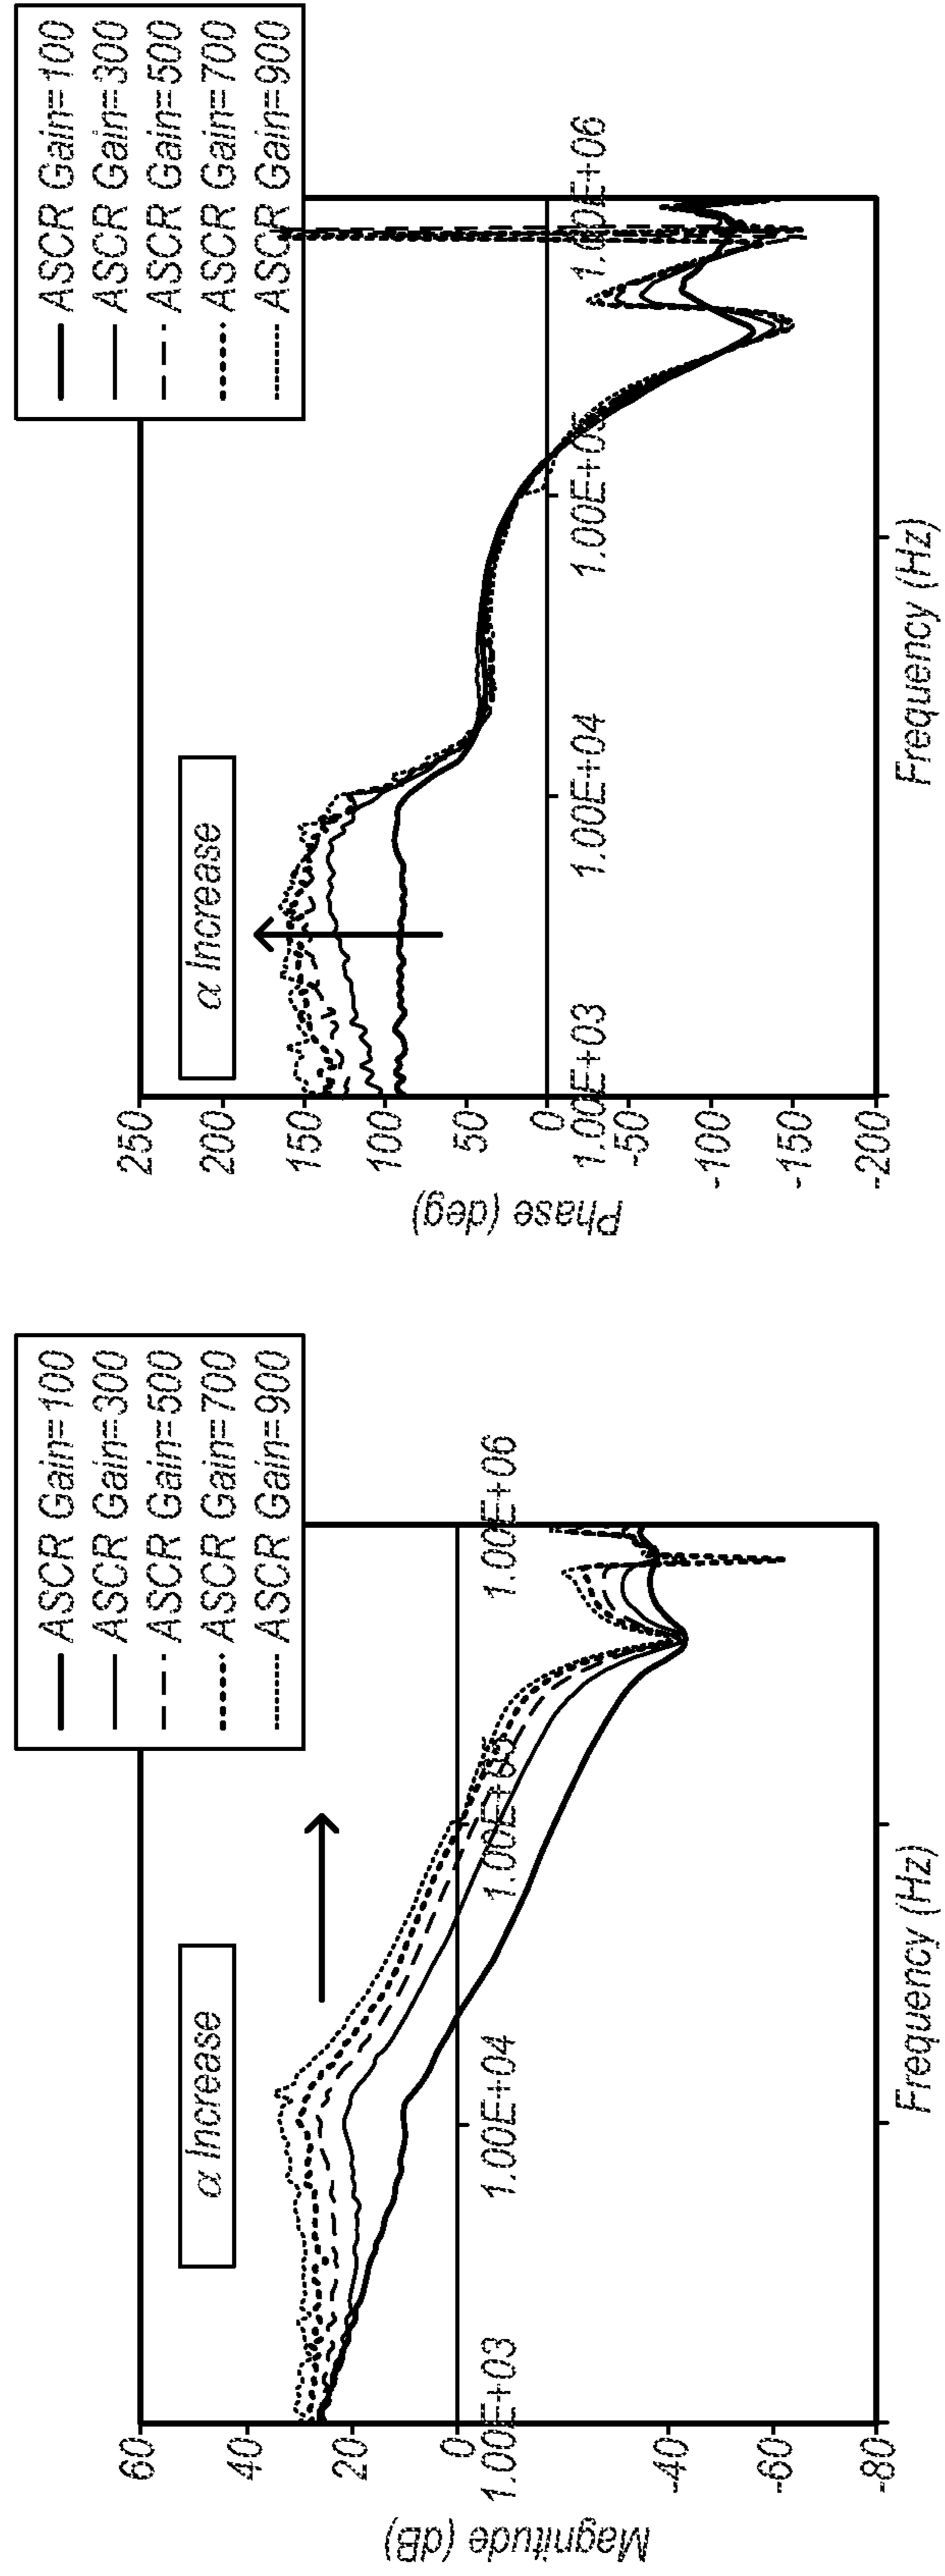 α Increase
ASCR Gain=100
ASCR Gain=300
ASCR Gain=500
ASCR Gain=700
ASCR Gain=900
Magnitude (dB)
60
40
20
0
-40
-60
-80
1.00E+03
1.00E+04
1.00E+05
1.00E+06
Frequency (Hz)
α Increase
ASCR Gain=100
ASCR Gain=300
ASCR Gain=500
ASCR Gain=700
ASCR Gain=900
Phase (deg)
250
200
150
100
50
0
-50
-100
-150
-200
1.00E+03
1.00E+04
1.00E+05
1.00E+06
Frequency (Hz)